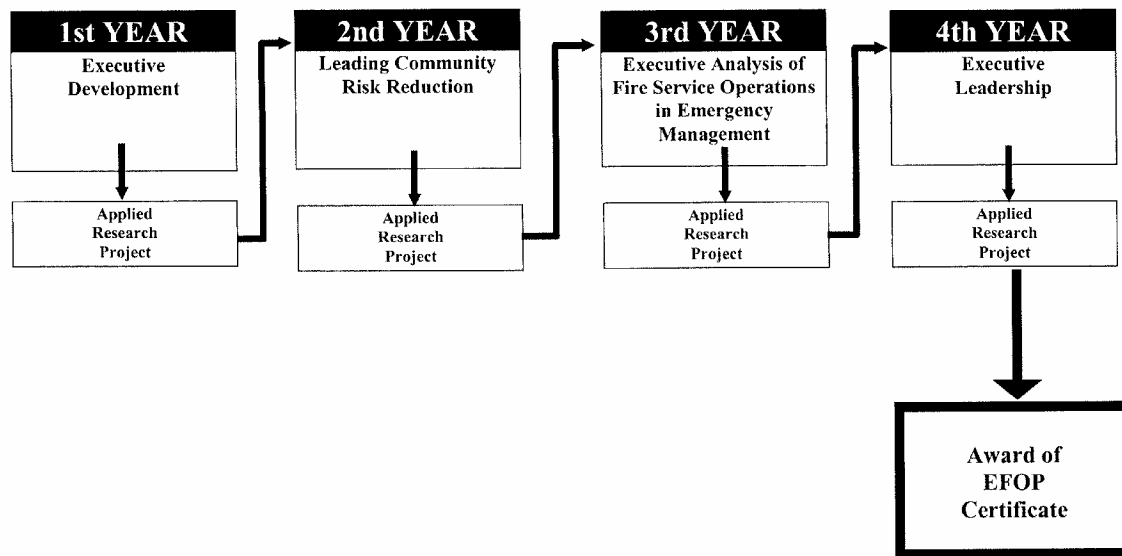 1st YEAR
Executive
Development
Applied
Research
Project
2nd YEAR
Leading Community
Risk Reduction
Applied
Research
Project
3rd YEAR
Executive Analysis of
Fire Service Operations
in Emergency
Management
Applied
Research
Project
4th YEAR
Executive
Leadership
Applied
Research
Project
Award of
EFOP
Certificate